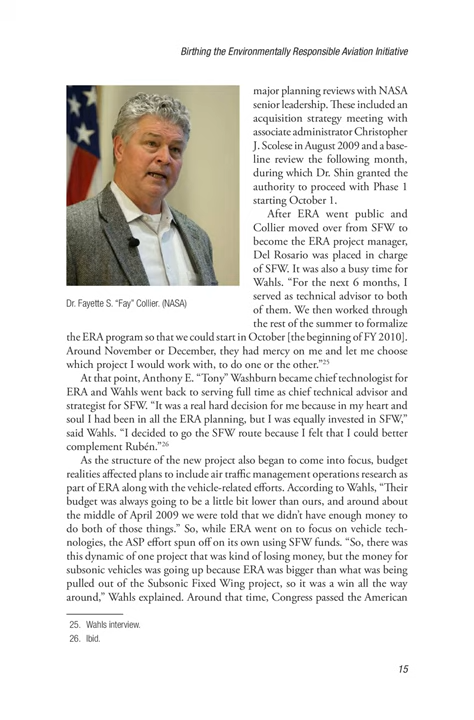 Birthing the Environmentally Responsible Aviation Initiative
major planning reviews with NASA
senior leadership. These included an
acquisition strategy meeting with
associate administrator Christopher
J. Scolese in August 2009 and a base-
line review the following month,
during which Dr. Shin granted the
authority to proceed with Phase 1
starting October 1.
After ERA went public and
Collier moved over from SFW to
become the ERA project manager,
Del Rosario was placed in charge
of SFW. It was also a busy time for
Wahls. “For the next 6 months, I
served as technical advisor to both
of them. We then worked through
the rest of the summer to formalize
Dr. Fayette S. “Fay” Collier. (NASA)
the ERA program so that we could start in October [the beginning of FY 2010].
Around November or December, they had mercy on me and let me choose
which project I would work with, to do one or the other.”25
At that point, Anthony E. “Tony” Washburn became chief technologist for
ERA and Wahls went back to serving full time as chief technical advisor and
strategist for SFW. “It was a real hard decision for me because in my heart and
soul I had been in all the ERA planning, but I was equally invested in SFW,”
said Wahls. “I decided to go the SFW route because I felt that I could better
complement Rubén.”26
As the structure of the new project also began to come into focus, budget
realities affected plans to include air traffic management operations research as
part of ERA along with the vehicle-related efforts. According to Wahls, “Their
budget was always going to be a little bit lower than ours, and around about
the middle of April 2009 we were told that we didn’t have enough money to
do both of those things.” So, while ERA went on to focus on vehicle tech-
nologies, the ASP effort spun off on its own using SFW funds. “So, there was
this dynamic of one project that was kind of losing money, but the money for
subsonic vehicles was going up because ERA was bigger than what was being
pulled out of the Subsonic Fixed Wing project, so it was a win all the way
around,” Wahls explained. Around that time, Congress passed the American
25. Wahls interview.
26. Ibid.
15